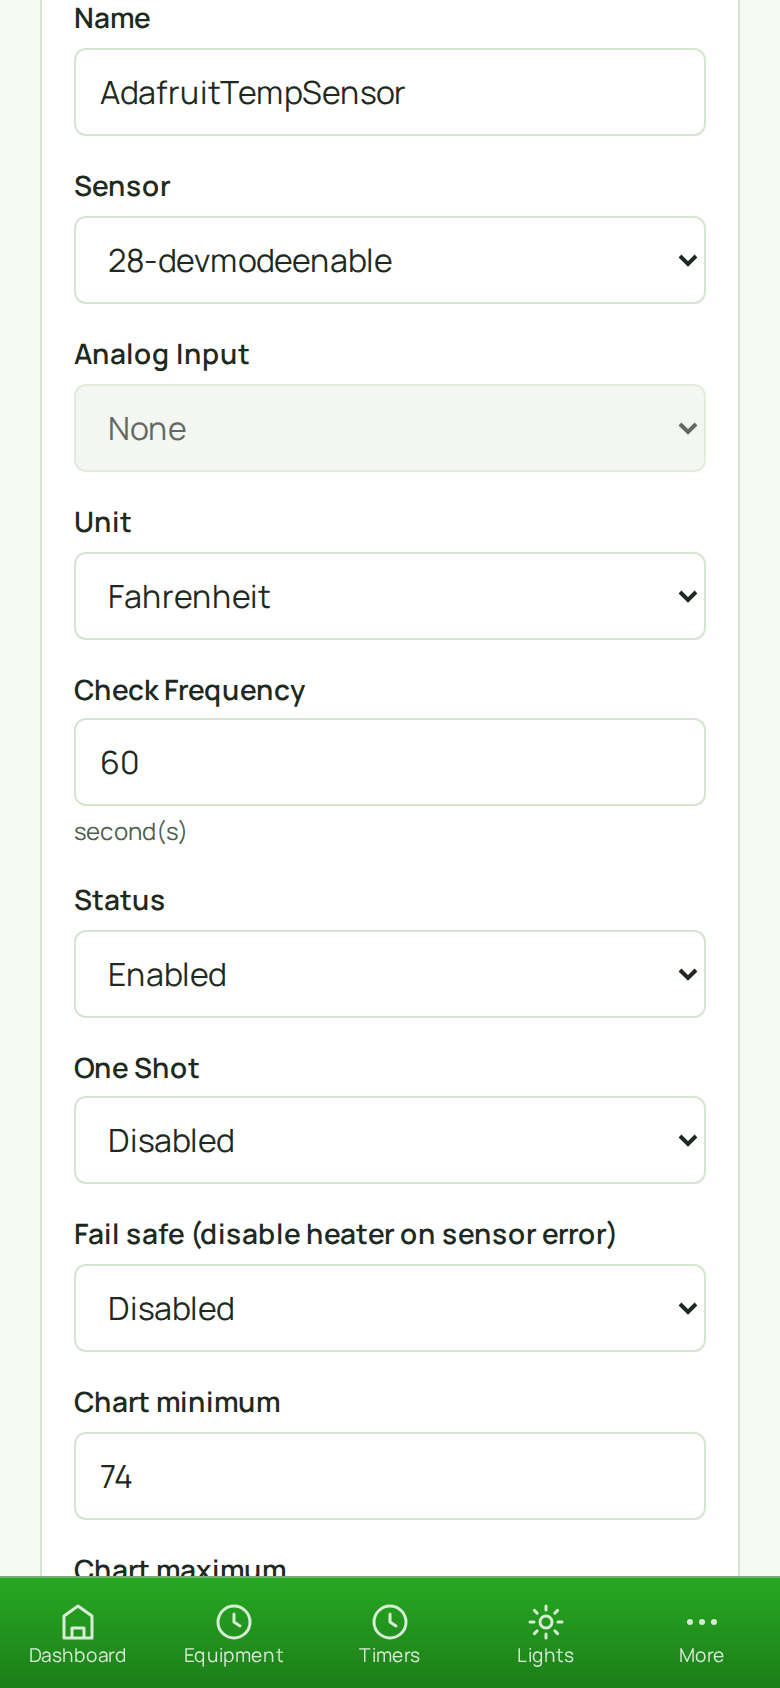 Name
AdafruitTempSensor
Sensor
28-devmodeenable
Analog Input
None
Unit
Fahrenheit
Check Frequency
60
second(s)
Status
Enabled
One Shot
Disabled
Fail safe (disable heater on sensor error)
Disabled
Chart minimum
74
Chart maximum
Dashboard
Equipment
Timers
Lights
More